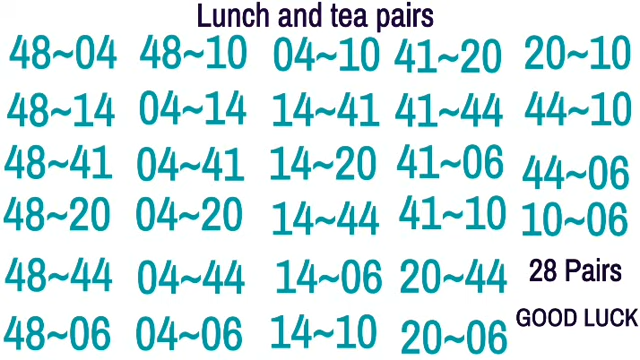 Lunch and tea pairs
48~04 48~10 04~10 41~20 20~10
48~14 04~14 14~41 41~44 44~10
48~41 04~41 14~20 41~06 44~06
48~20 04~20 14~44 41~10 10~06
48~44 04~44 14~06 20~44 28 Pairs
48~06 04~06 14~10 20~06 GOOD LUCK